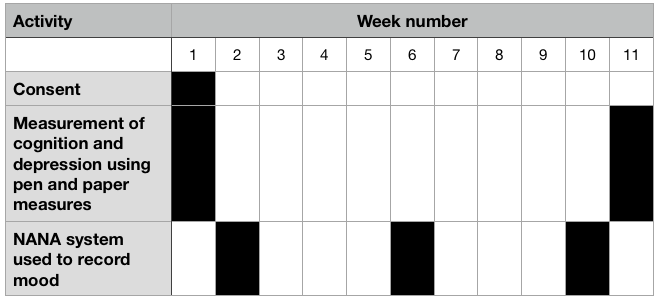 Activity Week number
1 2 3 4 5 6 7 8 9 10 11
Consent
Measurement of
cognition and
depression using
pen and paper
measures
NANA system
used to record
mood